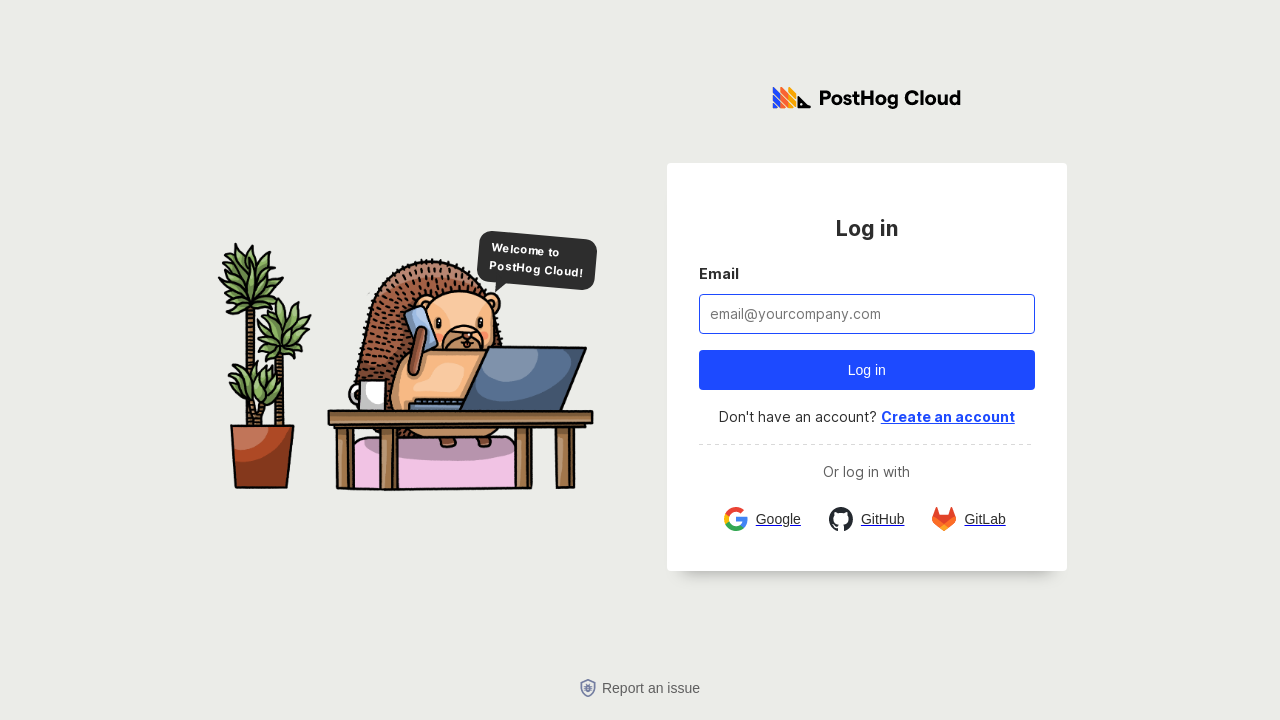 PostHog Cloud
Welcome to
PostHog Cloud!
Log in
Email
email@yourcompany.com
Log in
Don't have an account? Create an account
Or log in with
Google GitHub GitLab
Report an issue